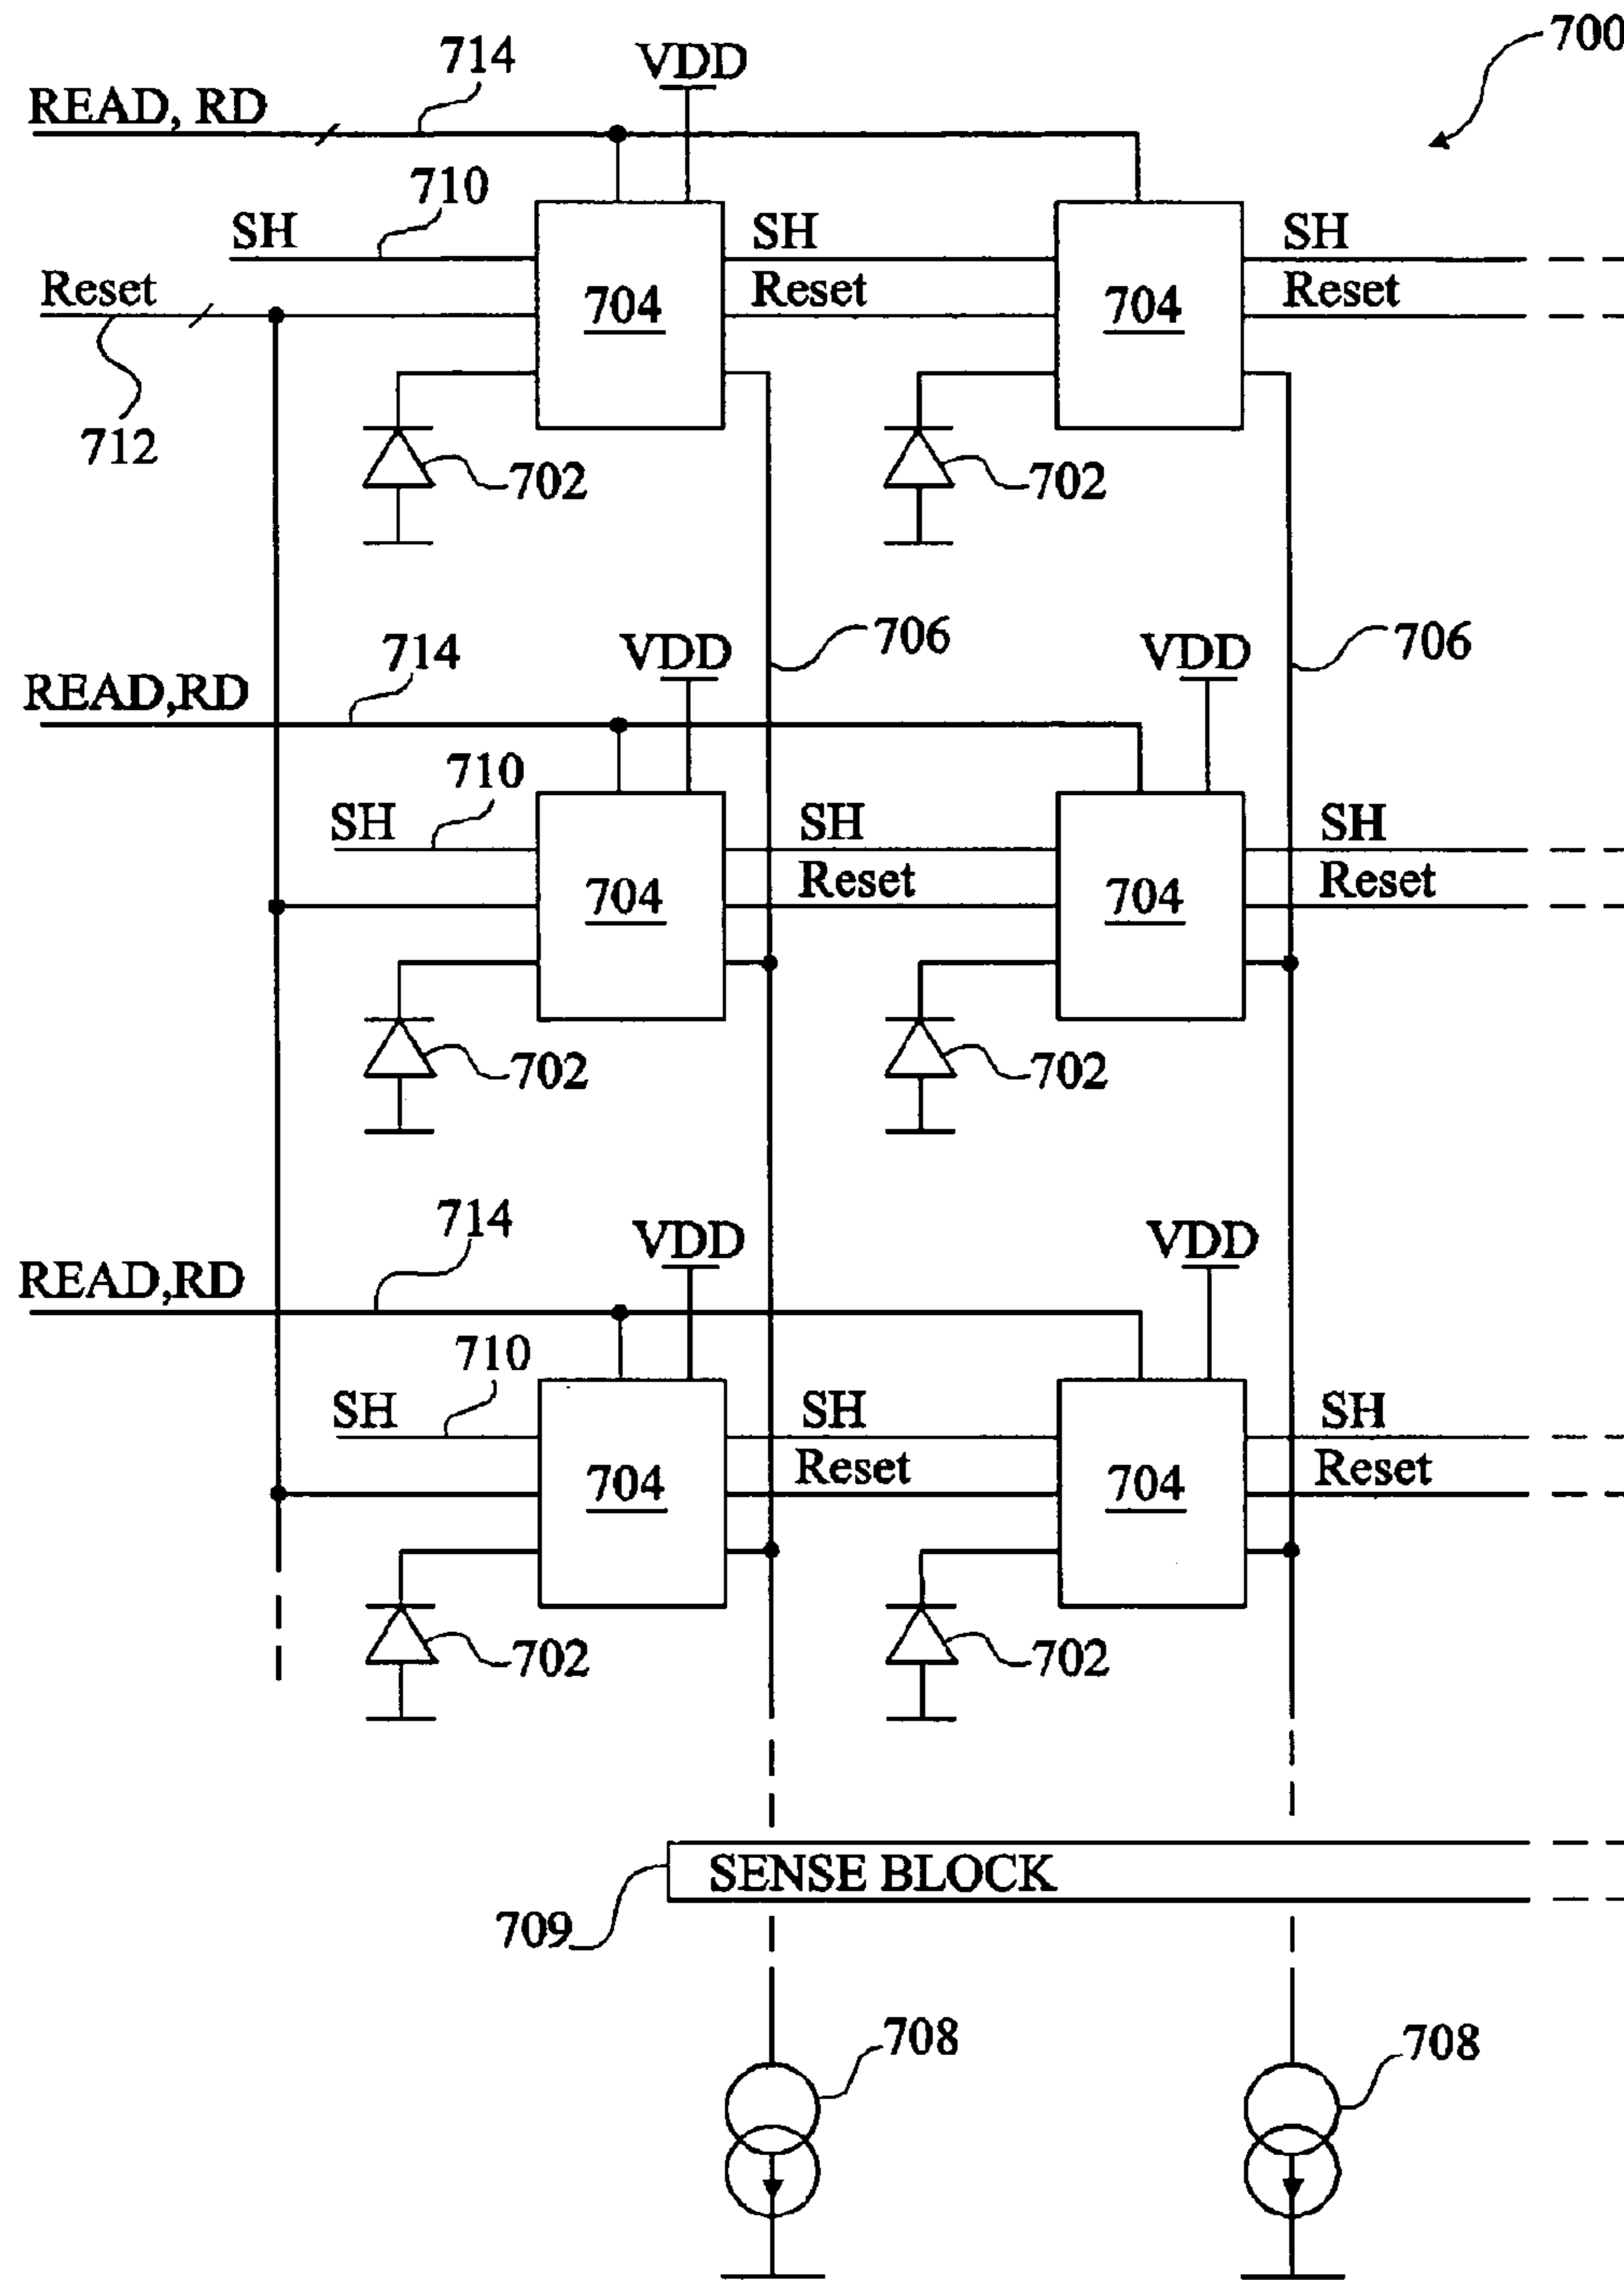 700
714
VDD
READ, RD
710
SH
SH
SH
Reset
704
Reset
704
Reset
712
702
702
714
VDD
706
VDD
706
READ,RD
710
SH
SH
SH
704
Reset
704
Reset
702
702
714
VDD
VDD
READ,RD
710
SH
SH
SH
704
Reset
704
Reset
702
702
SENSE BLOCK
709
708
708